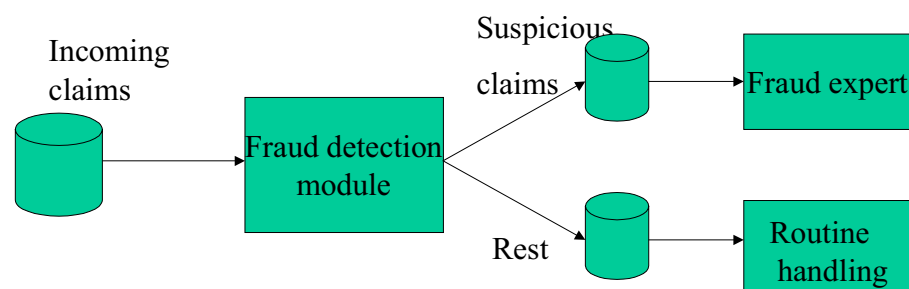 Incoming
claims
Fraud detection
module
Suspicious
claims
Fraud expert
Rest
Routine
handling